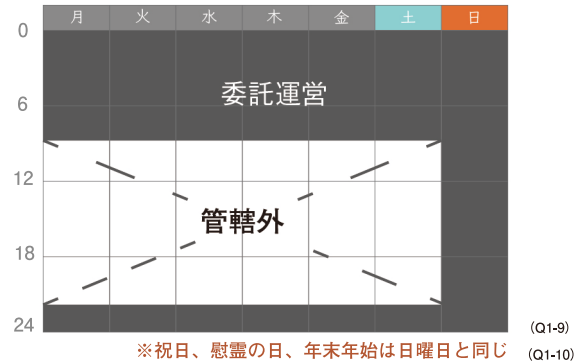 月 火 水 木 金 土 日
0
委託運営
6
12
管轄外
18
24
(Q1-9)
※祝日、慰霊の日、年末年始は日曜日と同じ (Q1-10)